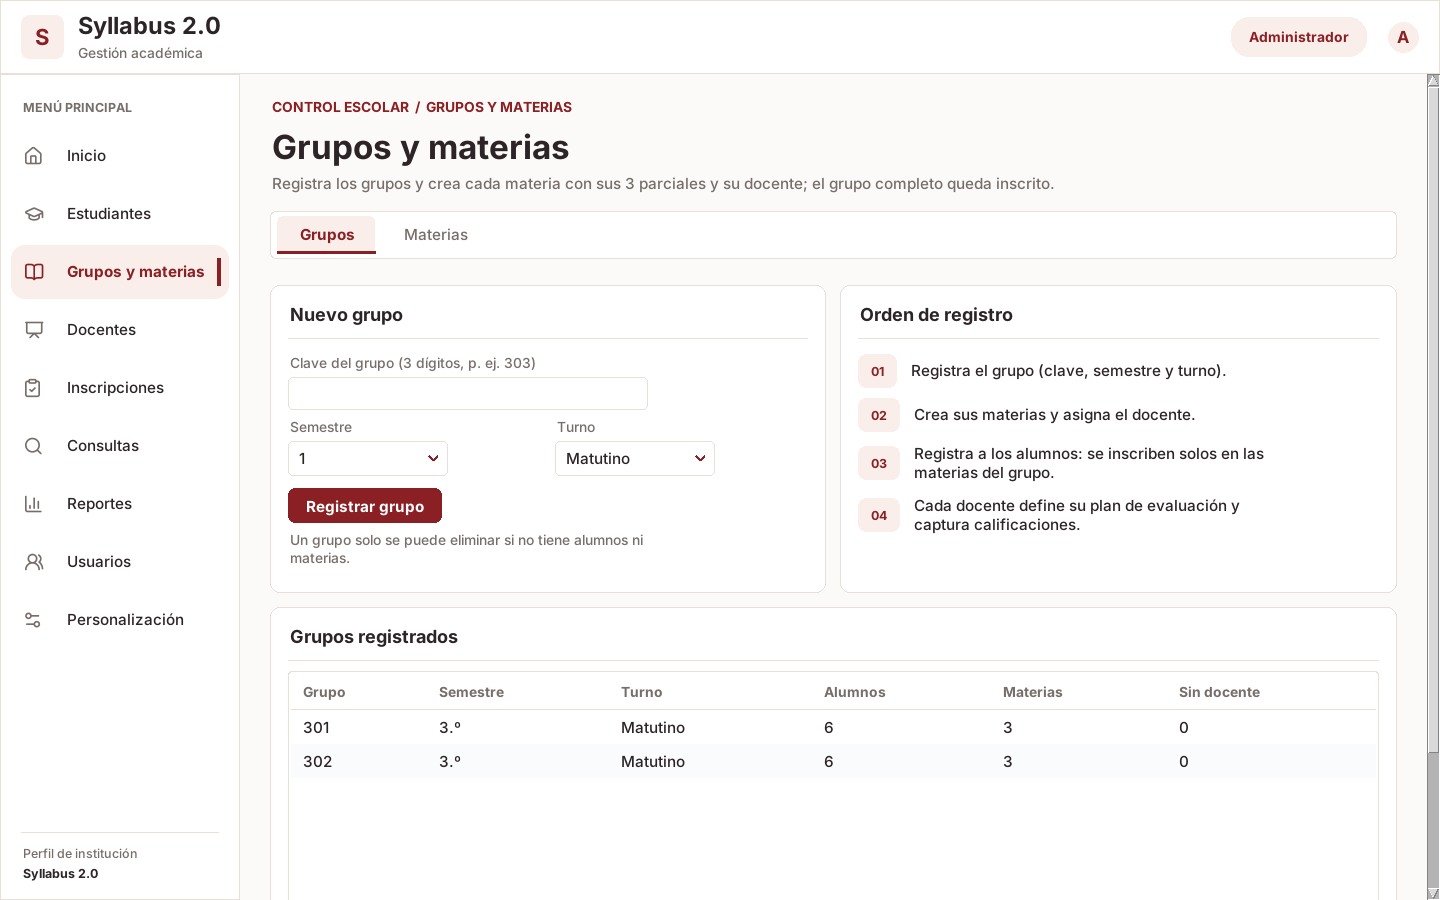 S
Syllabus 2.0
Gestión académica
Administrador
A
MENÚ PRINCIPAL
Inicio
Estudiantes
Grupos y materias
Docentes
Inscripciones
Consultas
Reportes
Usuarios
Personalización
Perfil de institución
Syllabus 2.0
CONTROL ESCOLAR / GRUPOS Y MATERIAS
Grupos y materias
Registra los grupos y crea cada materia con sus 3 parciales y su docente; el grupo completo queda inscrito.
Grupos Materias
Nuevo grupo
Clave del grupo (3 dígitos, p. ej. 303)
Semestre Turno
1 Matutino
Registrar grupo
Un grupo solo se puede eliminar si no tiene alumnos ni
materias.
Orden de registro
01 Registra el grupo (clave, semestre y turno).
02 Crea sus materias y asigna el docente.
03 Registra a los alumnos: se inscriben solos en las
materias del grupo.
04 Cada docente define su plan de evaluación y
captura calificaciones.
Grupos registrados
Grupo Semestre Turno Alumnos Materias Sin docente
301 3.º Matutino 6 3 0
302 3.º Matutino 6 3 0